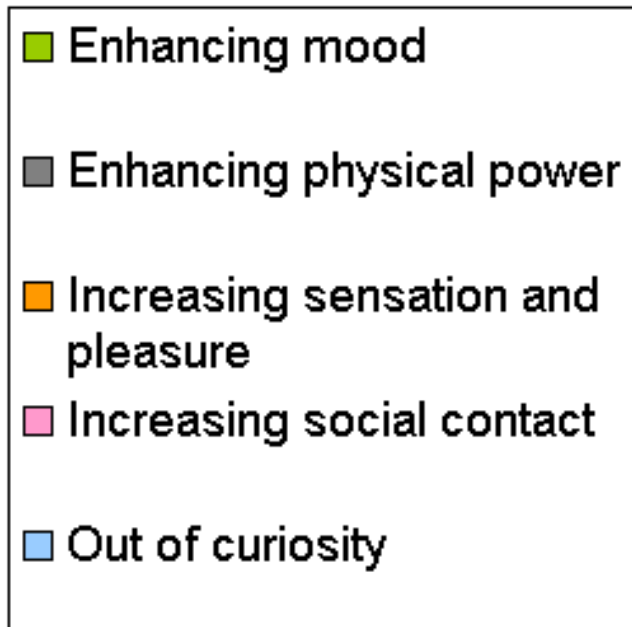 Enhancing mood
Enhancing physical power
Increasing sensation and
pleasure
Increasing social contact
Out of curiosity